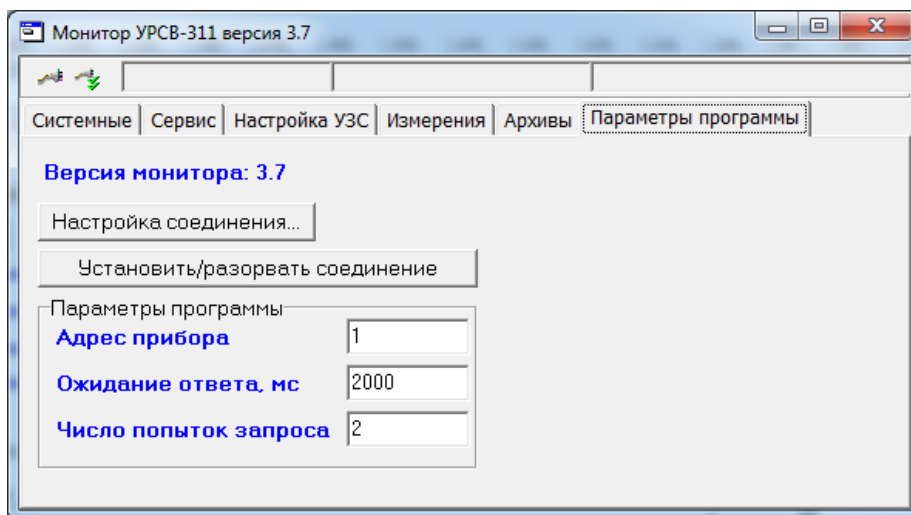 Монитор УРСВ-311 версия 3.7
Системные Сервис Настройка УЗС Измерения Архивы Параметры программы
Версия монитора: 3.7
Настройка соединения...
Установить/разорвать соединение
Параметры программы
Адрес прибора 1
Ожидание ответа, мс 2000
Число попыток запроса 2